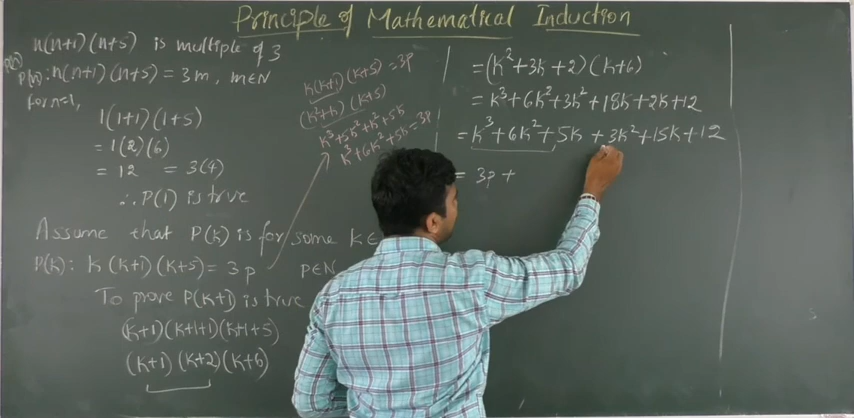 Principle of Mathematical Induction
n(n+1)(n+5) is multiple of 3
P(n): n(n+1)(n+5) = 3m, m∈N
For n=1,
1(1+1)(1+5)
= 1(2)(6)
= 12 = 3(4)
∴ P(1) is true
Assume that P(k) is for some k∈
P(k): k(k+1)(k+5) = 3p p∈N
To prove P(k+1) is true
(k+1)(k+1+1)(k+1+5)
(k+1)(k+2)(k+6)
k(k+1)(k+5) = 3p
(k²+k)(k+5)
k³+5k²+k²+5k
k³+6k²+5k = 3p
= (k²+3k+2)(k+6)
= k³+6k²+3k²+18k+2k+12
= k³+6k²+5k+3k²+15k+12
= 3p +